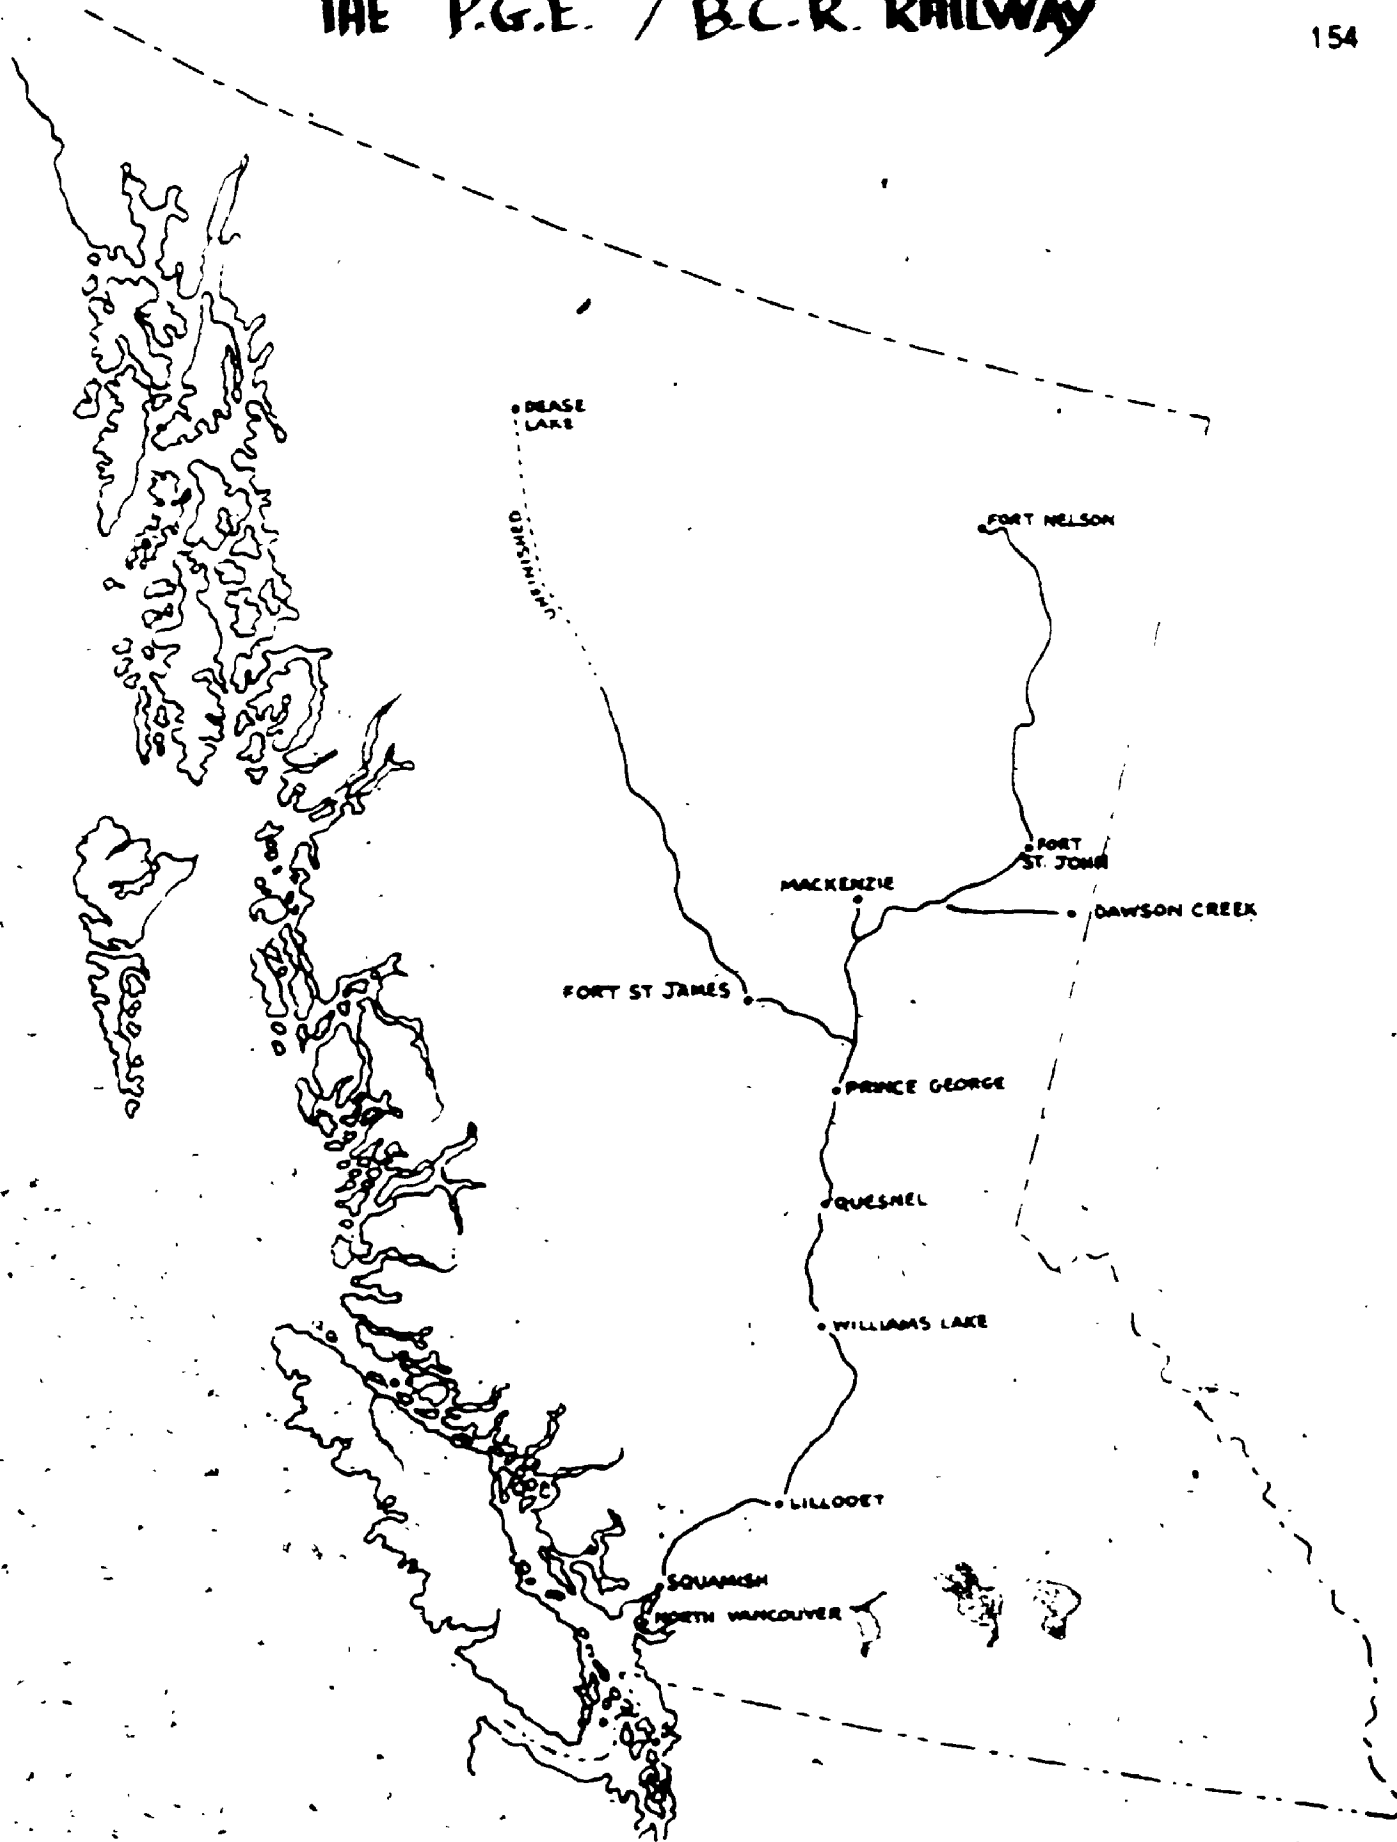 THE P.G.E. / B.C.R. RAILWAY
154
DEASE
LAKE
UNFINISHED
FORT NELSON
FORT
ST. JOHN
MACKENZIE
DAWSON CREEK
FORT ST JAMES
PRINCE GEORGE
QUESNEL
WILLIAMS LAKE
LILLOOET
SQUAMISH
NORTH VANCOUVER